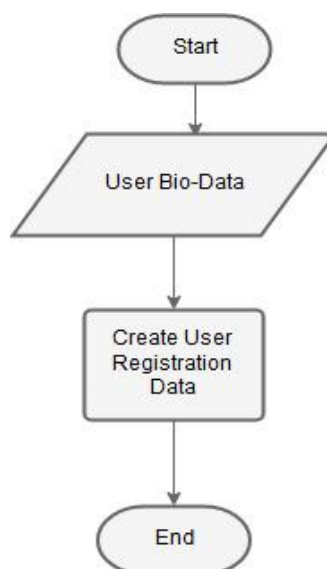 Start
User Bio-Data
Create User
Registration
Data
End